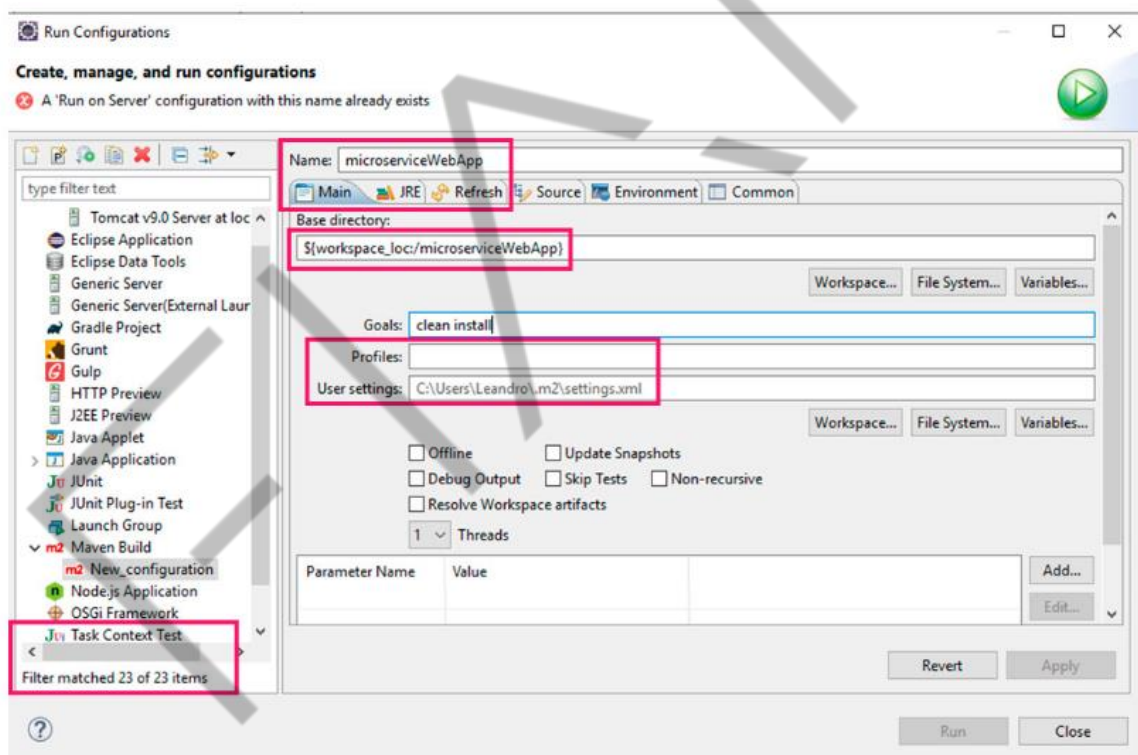 Run Configurations
Create, manage, and run configurations
A 'Run on Server' configuration with this name already exists
type filter text
Tomcat v9.0 Server at loc
Eclipse Application
Eclipse Data Tools
Generic Server
Generic Server(External Laur
Gradle Project
Grunt
Gulp
HTTP Preview
J2EE Preview
Java Applet
Java Application
JUnit
JUnit Plug-in Test
Launch Group
m2 Maven Build
m2 New_configuration
Node.js Application
OSGi Framework
Task Context Test
Filter matched 23 of 23 items
Name: microserviceWebApp
Main JRE Refresh Source Environment Common
Base directory:
${workspace_loc:/microserviceWebApp}
Workspace... File System... Variables...
Goals: clean install
Profiles:
User settings: C:\Users\Leandro\.m2\settings.xml
Workspace... File System... Variables...
Offline Update Snapshots
Debug Output Skip Tests Non-recursive
Resolve Workspace artifacts
1 Threads
Parameter Name Value
Add...
Edit...
Revert Apply
Run Close